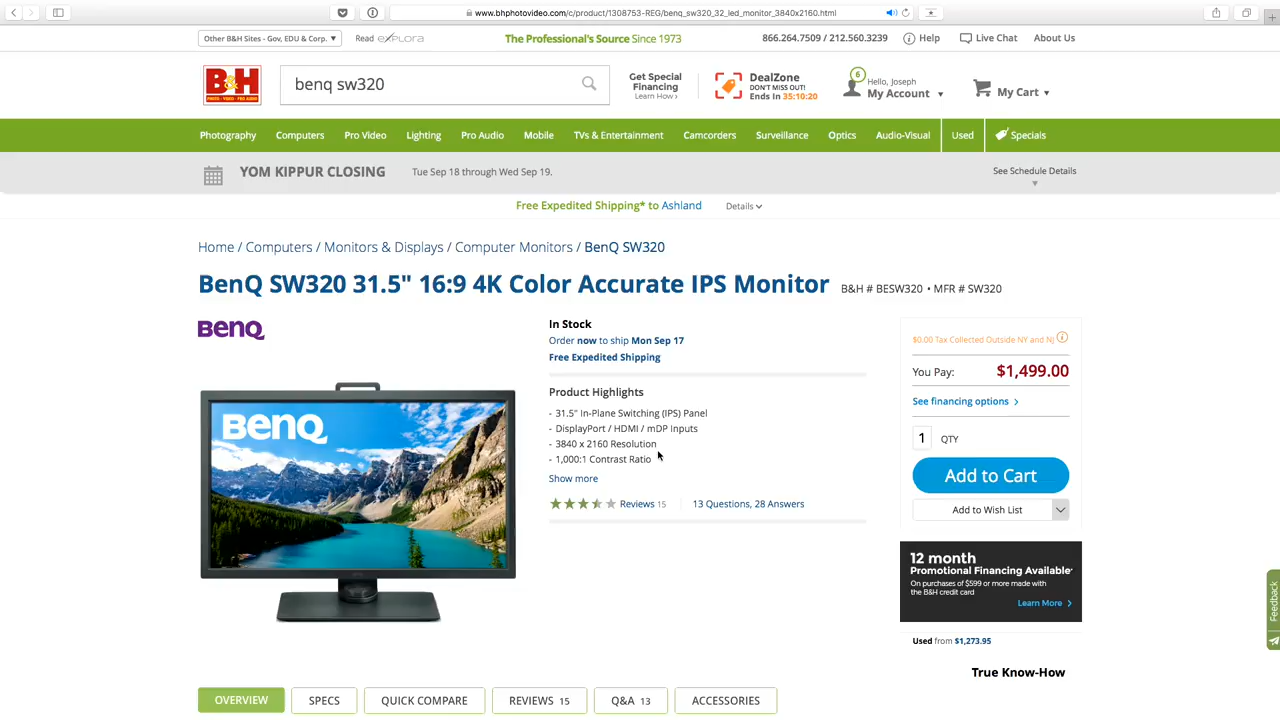 www.bhphotovideo.com/c/product/1308753-REG/benq_sw320_32_led_monitor_3840x2160.html
Other B&H Sites - Gov, EDU & Corp.
Read explora
The Professional's Source Since 1973
866.264.7509 / 212.560.3239
Help
Live Chat
About Us
B&H
PHOTO · VIDEO · PRO AUDIO
benq sw320
Get Special
Financing
Learn How ›
DealZone
DON'T MISS OUT!
Ends In 35:10:20
6
Hello, Joseph
My Account
My Cart
Photography
Computers
Pro Video
Lighting
Pro Audio
Mobile
TVs & Entertainment
Camcorders
Surveillance
Optics
Audio-Visual
Used
Specials
YOM KIPPUR CLOSING
Tue Sep 18 through Wed Sep 19.
See Schedule Details
Free Expedited Shipping* to Ashland
Details
Home / Computers / Monitors & Displays / Computer Monitors / BenQ SW320
BenQ SW320 31.5" 16:9 4K Color Accurate IPS Monitor
B&H # BESW320 • MFR # SW320
BenQ
BenQ
In Stock
Order now to ship Mon Sep 17
Free Expedited Shipping
Product Highlights
- 31.5" In-Plane Switching (IPS) Panel
- DisplayPort / HDMI / mDP Inputs
- 3840 x 2160 Resolution
- 1,000:1 Contrast Ratio
Show more
Reviews 15
13 Questions, 28 Answers
$0.00 Tax Collected Outside NY and NJ
You Pay: $1,499.00
See financing options ›
1 QTY
Add to Cart
Add to Wish List
12 month
Promotional Financing Available*
On purchases of $599 or more made with
the B&H credit card
Learn More ›
Used from $1,273.95
True Know-How
Feedback
OVERVIEW
SPECS
QUICK COMPARE
REVIEWS 15
Q&A 13
ACCESSORIES